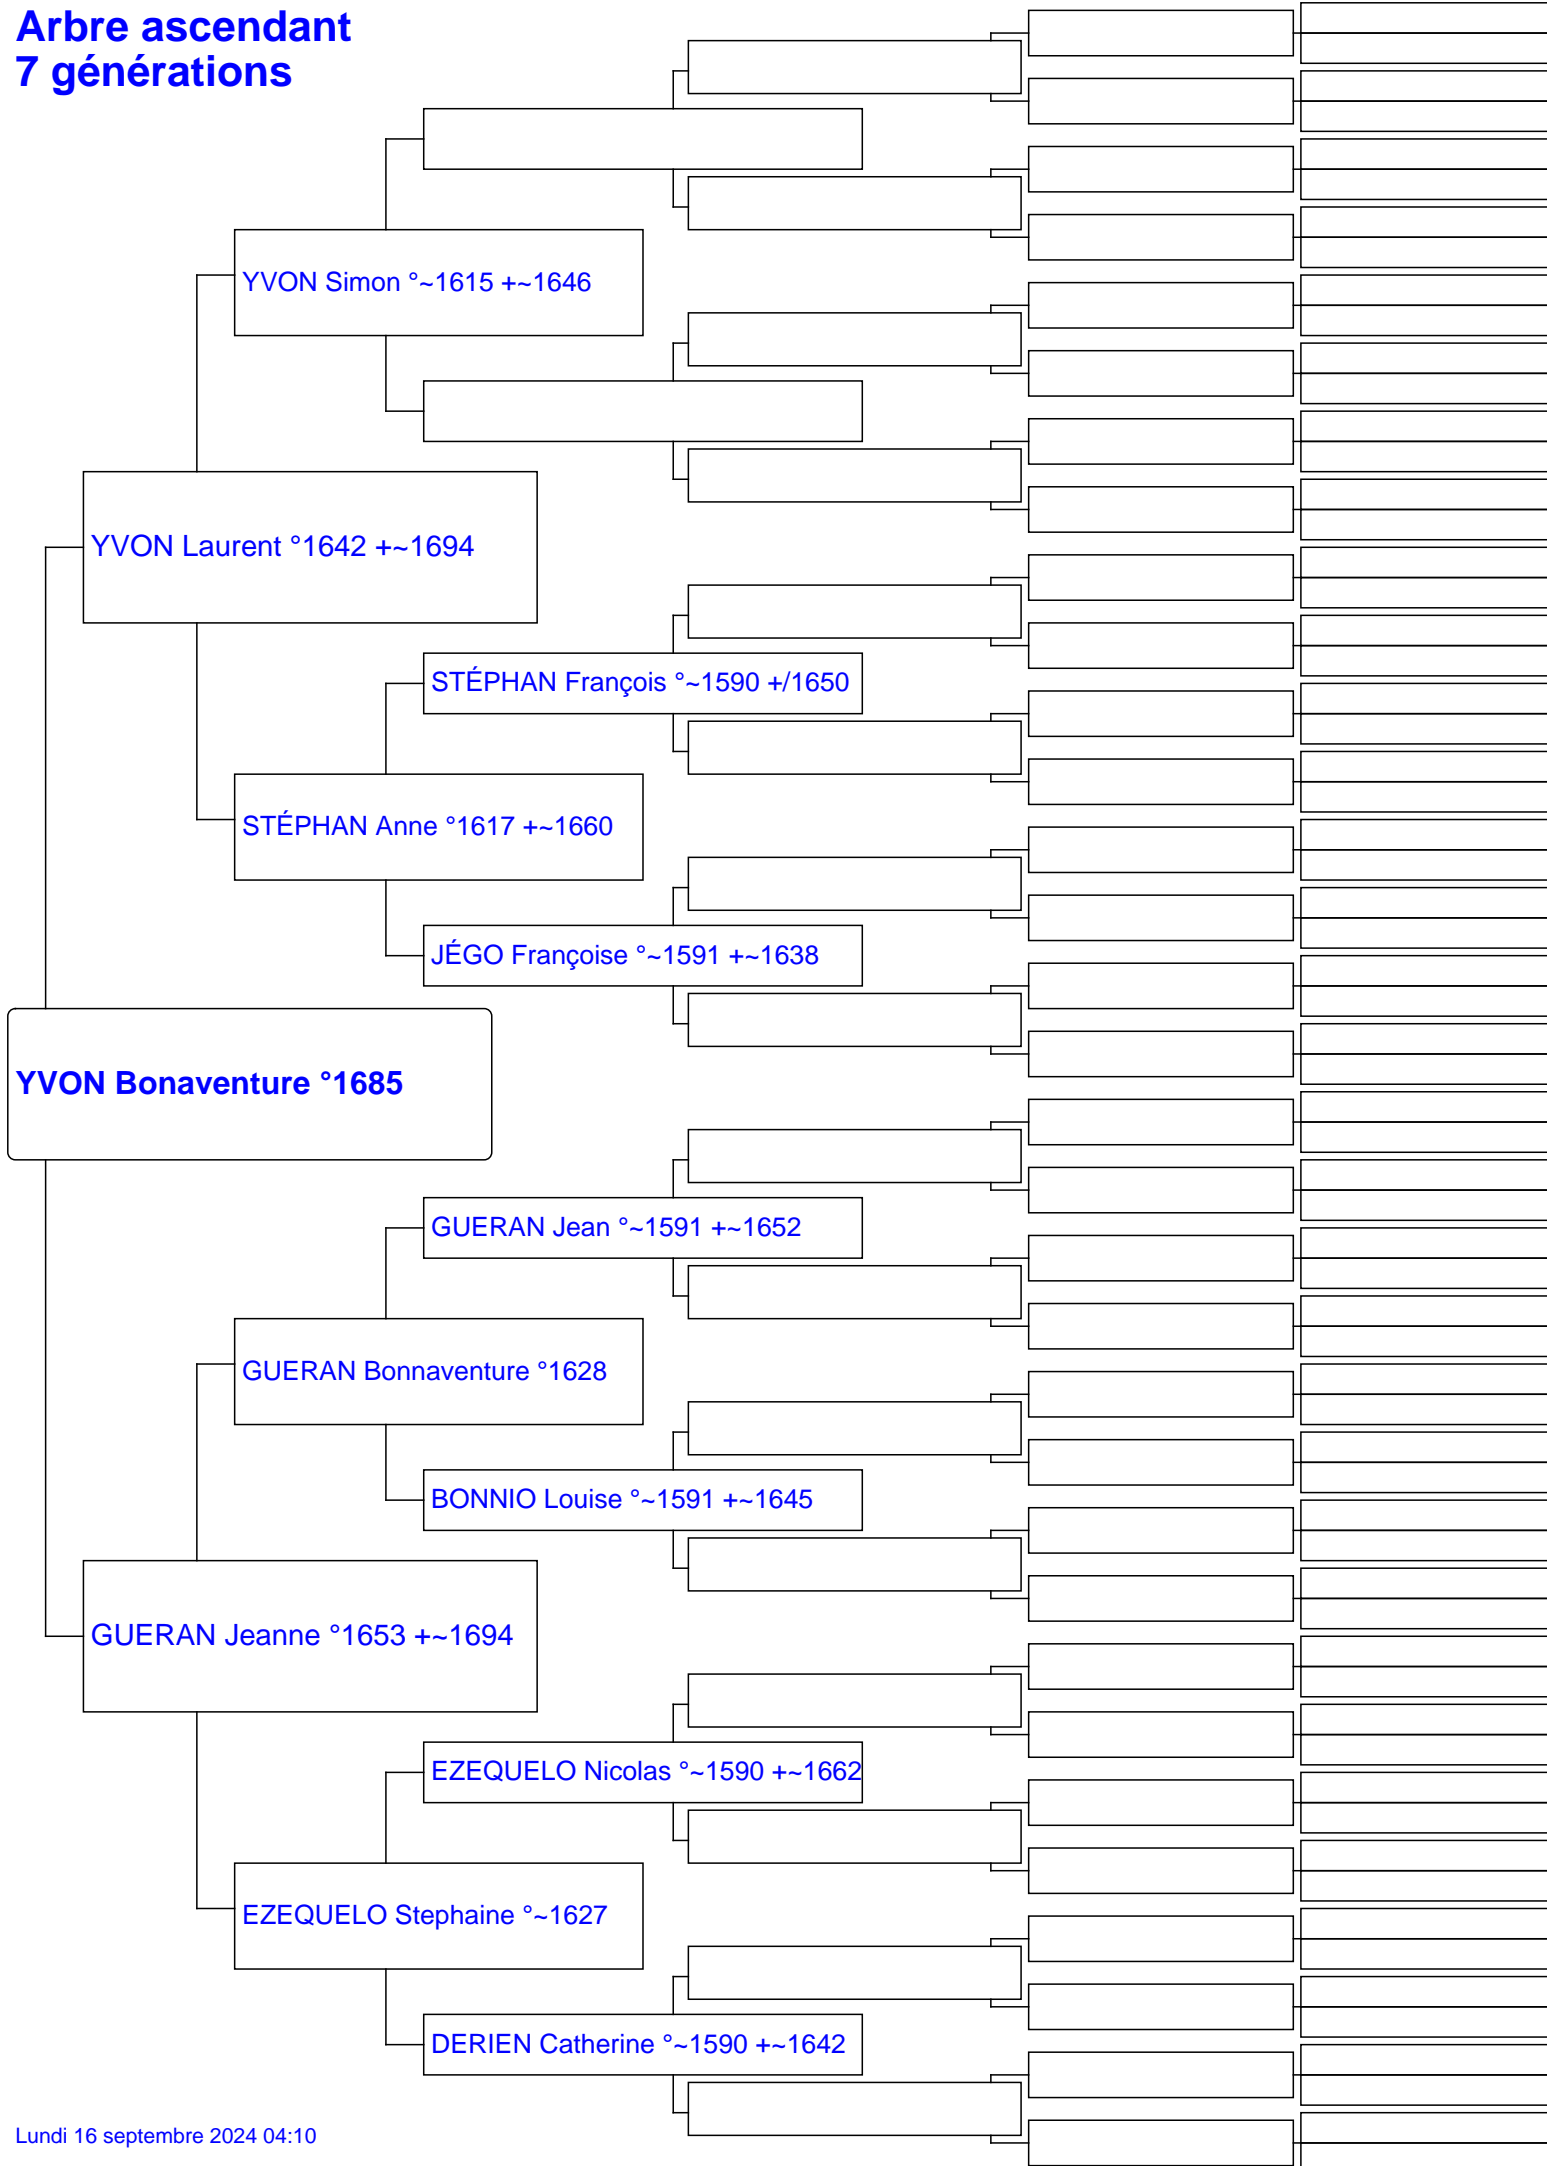 Arbre ascendant
7 générations
YVON Simon °~1615 +~1646
YVON Laurent °1642 +~1694
STÉPHAN François °~1590 +/1650
STÉPHAN Anne °1617 +~1660
JÉGO Françoise °~1591 +~1638
YVON Bonaventure °1685
GUERAN Jean °~1591 +~1652
GUERAN Bonnaventure °1628
BONNIO Louise °~1591 +~1645
GUERAN Jeanne °1653 +~1694
EZEQUELO Nicolas °~1590 +~1662
EZEQUELO Stephaine °~1627
DERIEN Catherine °~1590 +~1642
Lundi 16 septembre 2024 04:10